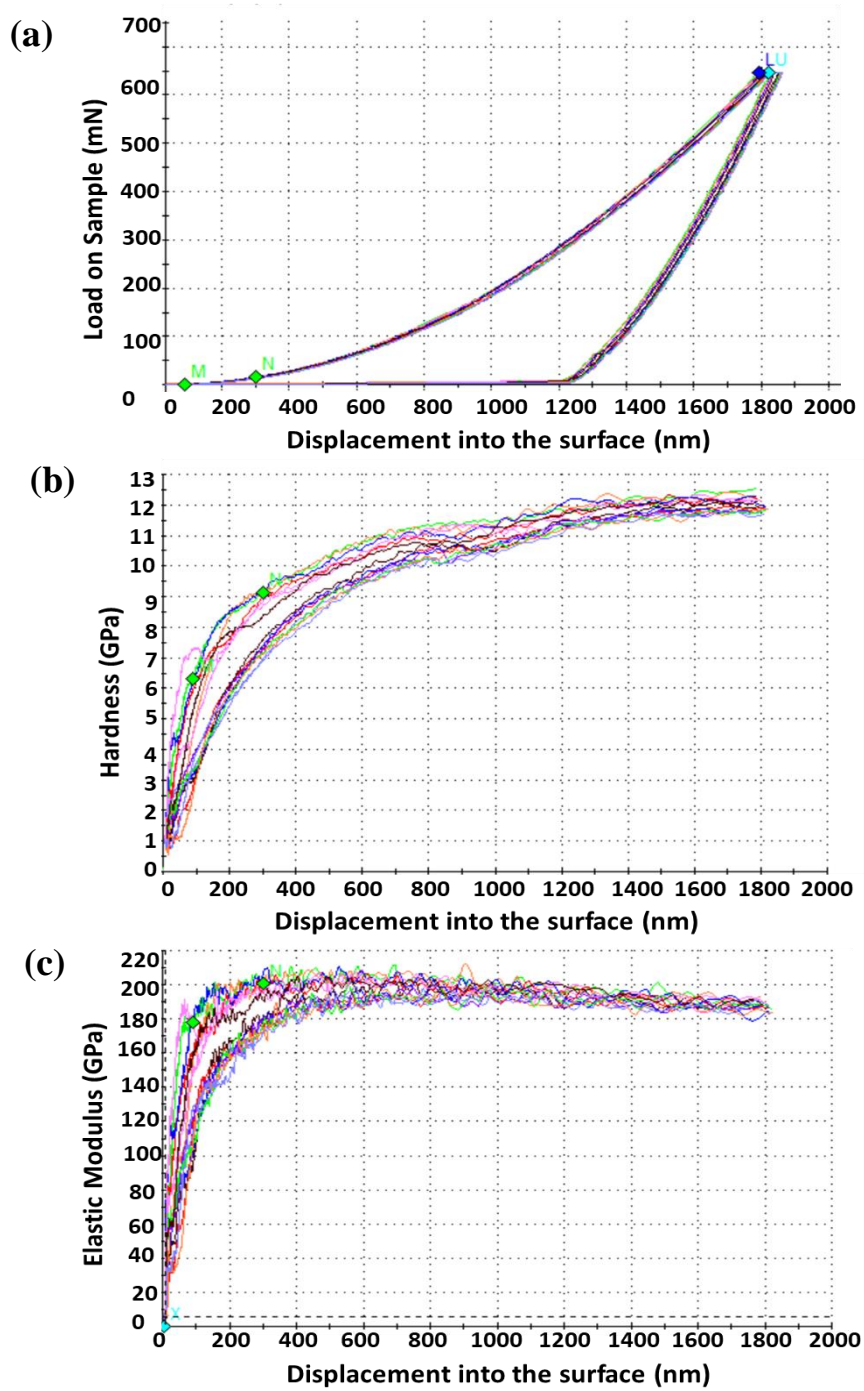 (a)
700
600
500
400
300
200
100
0
Load on Sample (mN)
L U
M
N
0 200 400 600 800 1000 1200 1400 1600 1800 2000
Displacement into the surface (nm)
(b)
13
12
11
10
9
8
7
6
5
4
3
2
1
0
Hardness (GPa)
N
0 200 400 600 800 1000 1200 1400 1600 1800 2000
Displacement into the surface (nm)
(c)
220
200
180
160
140
120
100
80
60
40
20
0
Elastic Modulus (GPa)
N
X
0 200 400 600 800 1000 1200 1400 1600 1800 2000
Displacement into the surface (nm)